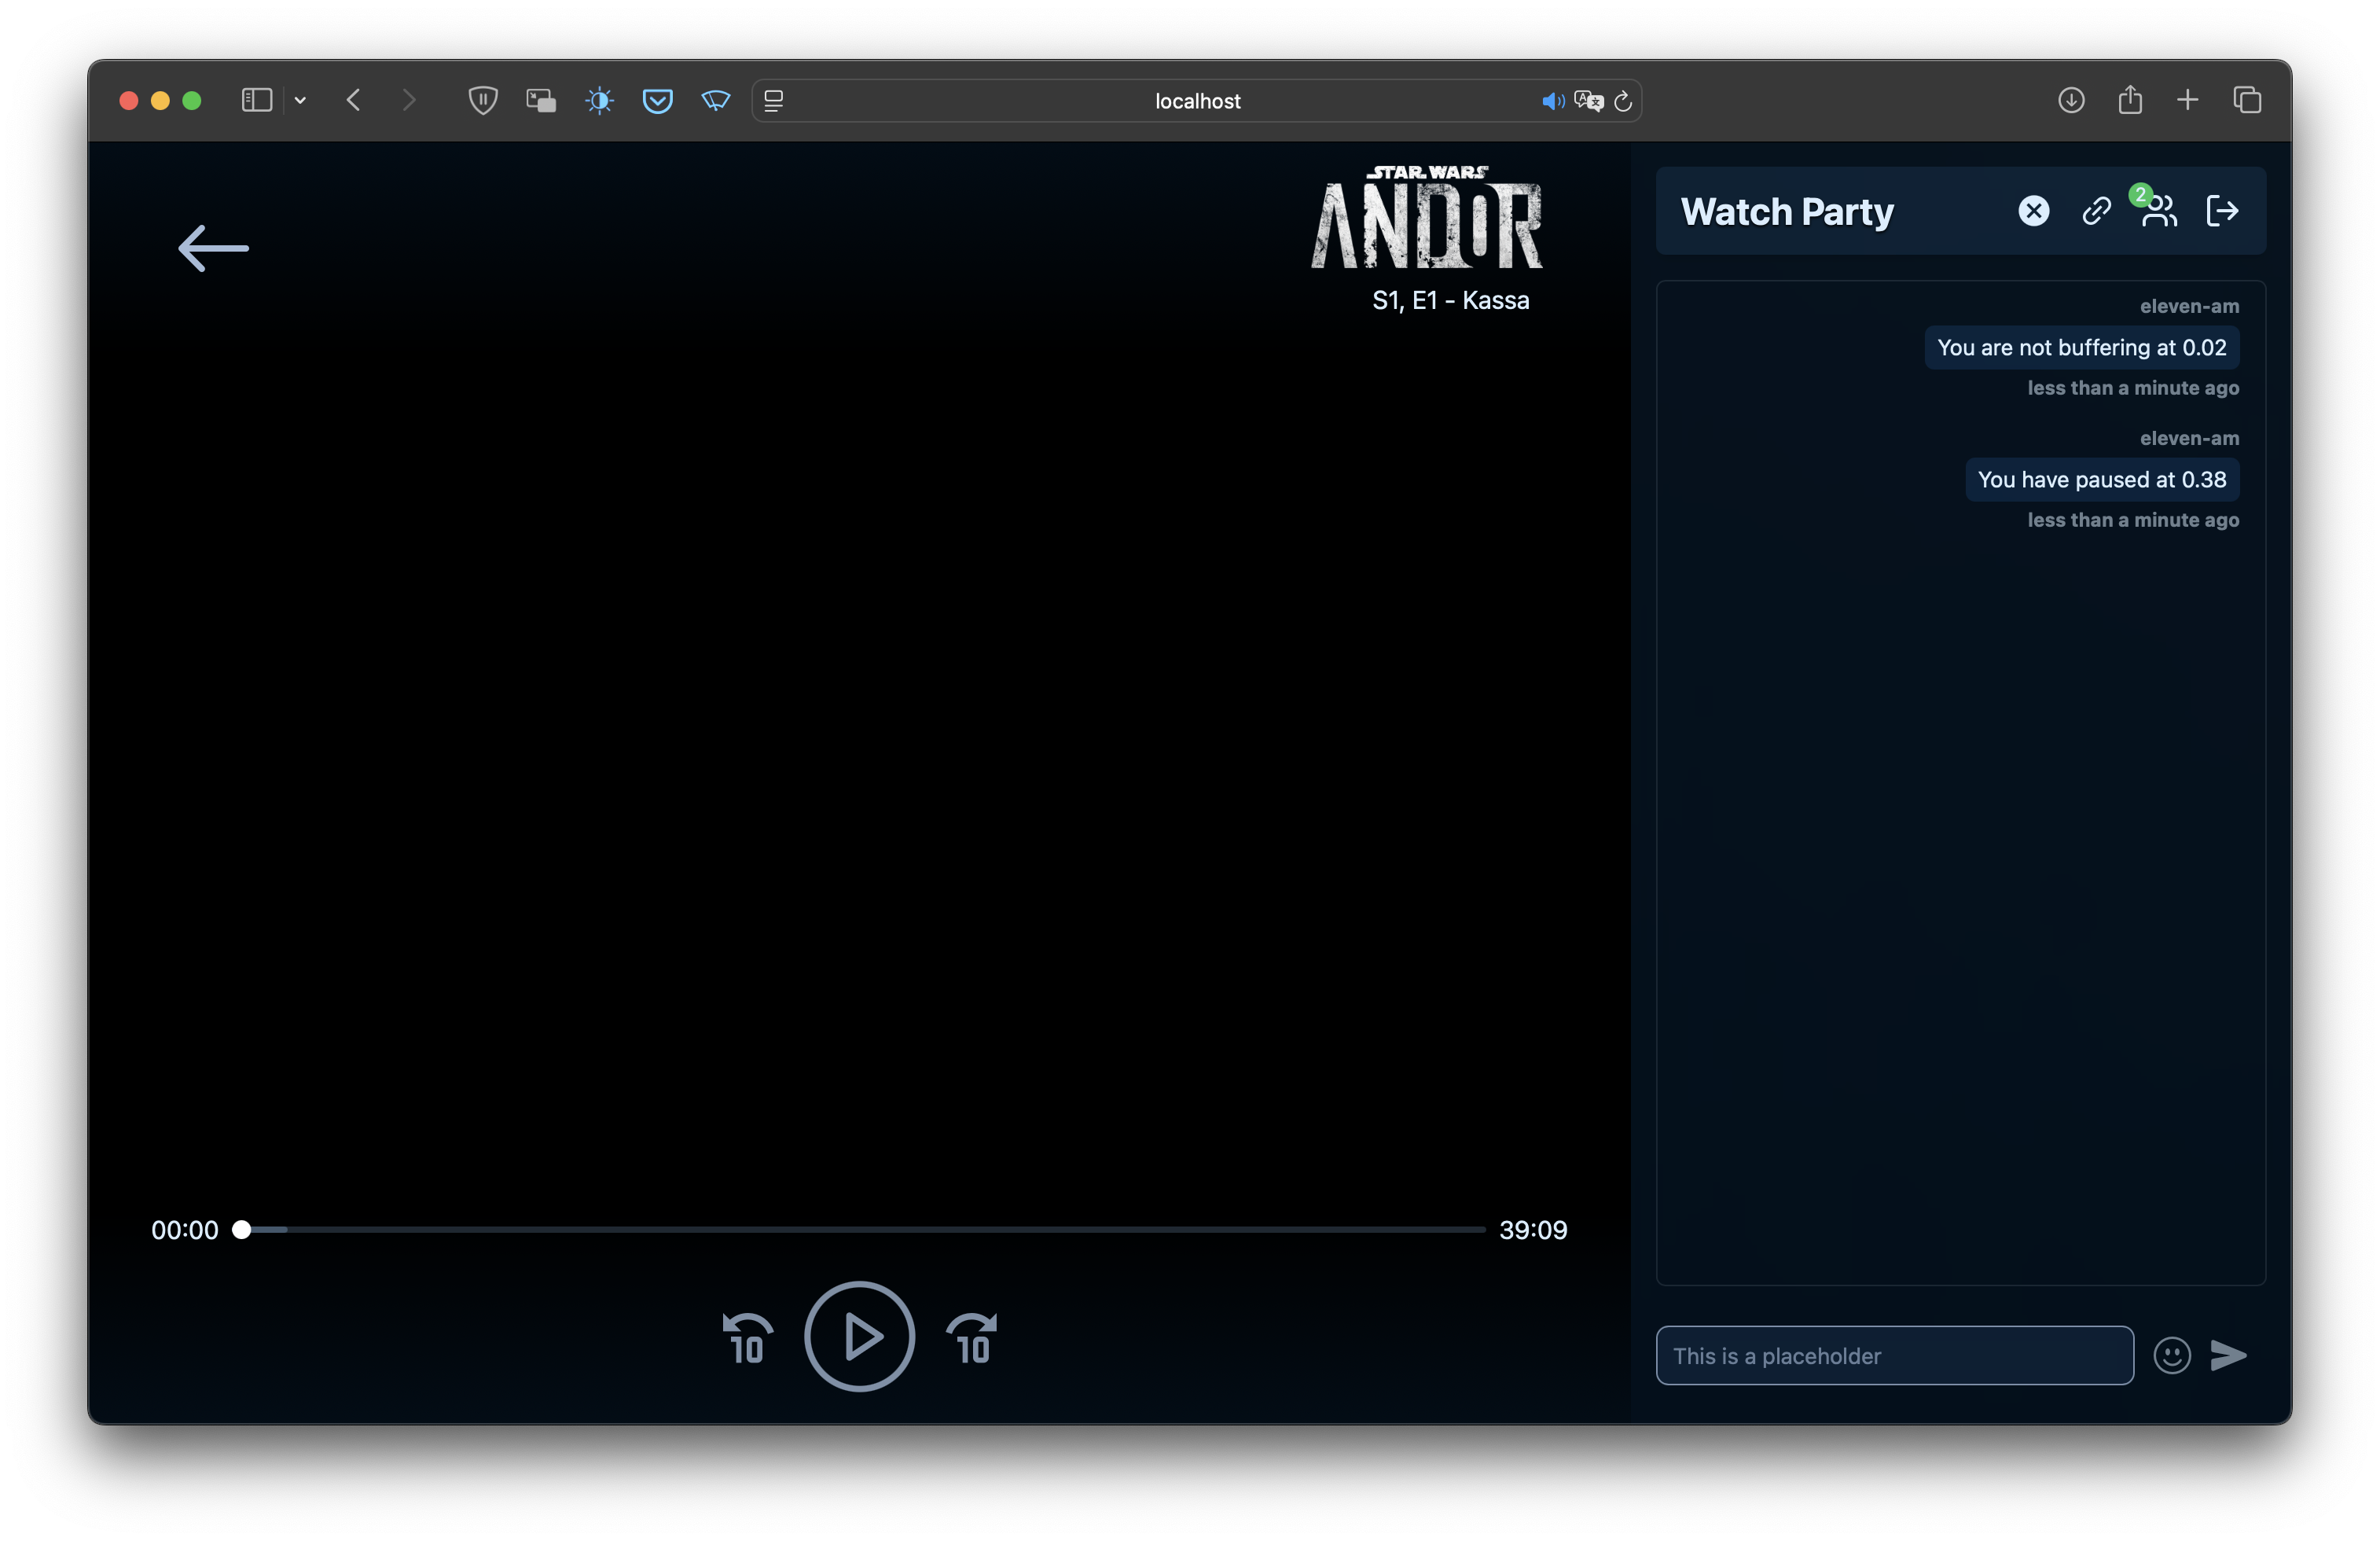 localhost
STAR WARS
ANDOR
S1, E1 - Kassa
00:00
39:09
10
10
Watch Party
2
eleven-am
You are not buffering at 0.02
less than a minute ago
eleven-am
You have paused at 0.38
less than a minute ago
This is a placeholder